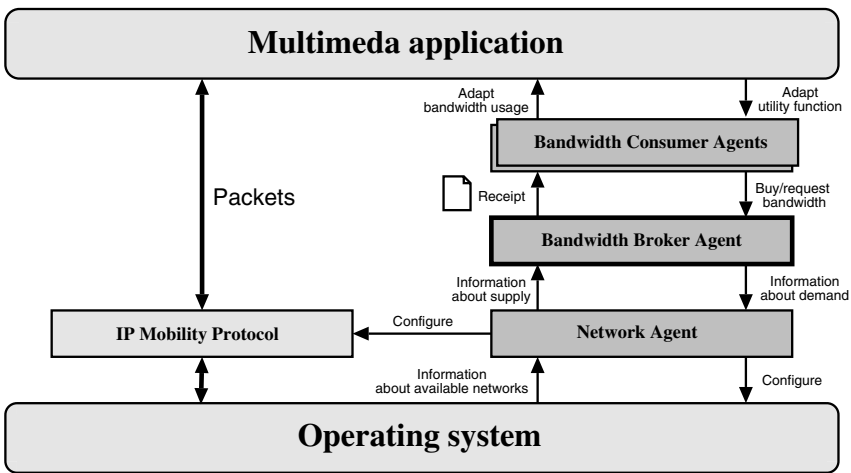 Multimeda application
Adapt
bandwidth usage
Adapt
utility function
Bandwidth Consumer Agents
Packets
Receipt
Buy/request
bandwidth
Bandwidth Broker Agent
Information
about supply
Information
about demand
IP Mobility Protocol
Configure
Network Agent
Information
about available networks
Configure
Operating system